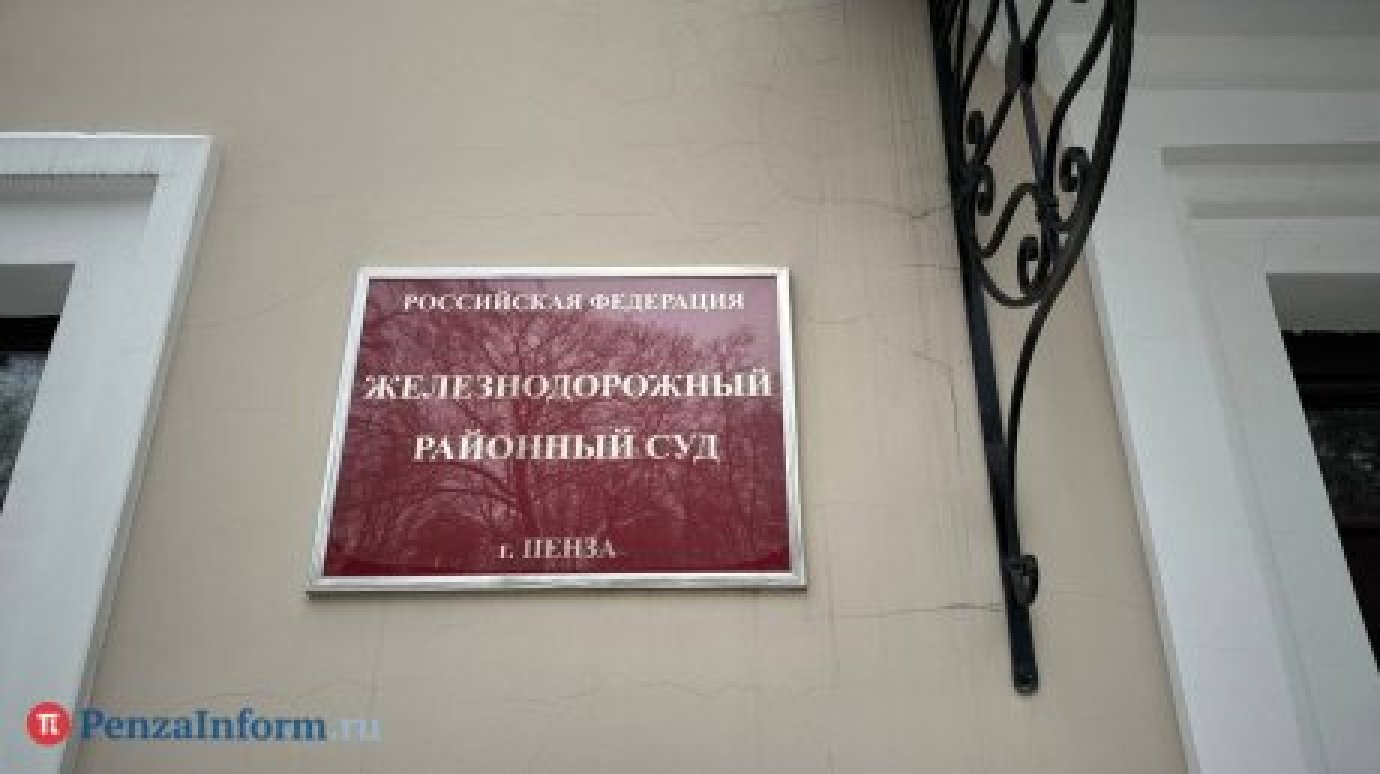 РОССИЙСКАЯ ФЕДЕРАЦИЯ
ЖЕЛЕЗНОДОРОЖНЫЙ
РАЙОННЫЙ СУД
г. ПЕНЗА
π PenzaInform.ru